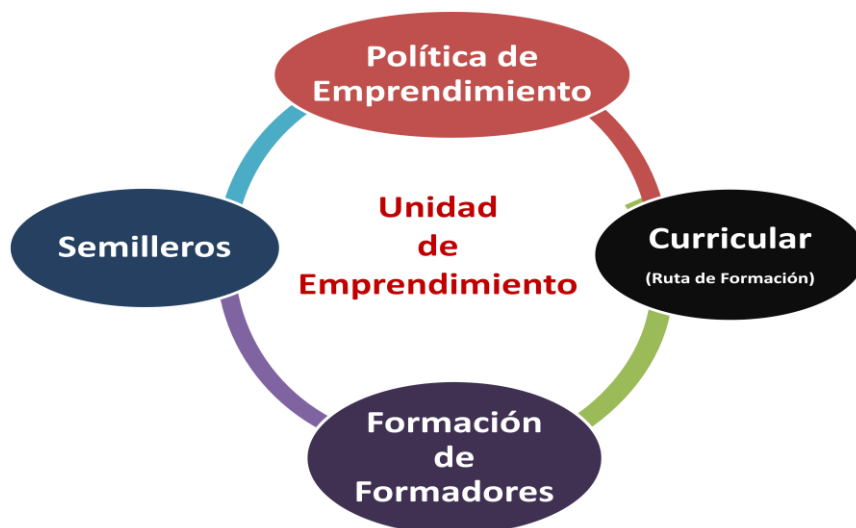 Política de
Emprendimiento
Unidad
de
Emprendimiento
Semilleros
Curricular
(Ruta de Formación)
Formación
de
Formadores